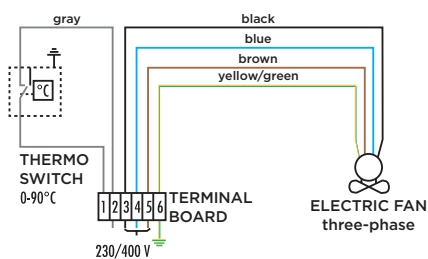 gray
black
blue
brown
yellow/green
°C
THERMO
SWITCH
0-90°C
1 2 3 4 5 6
TERMINAL
BOARD
230/400 V
ELECTRIC FAN
three-phase